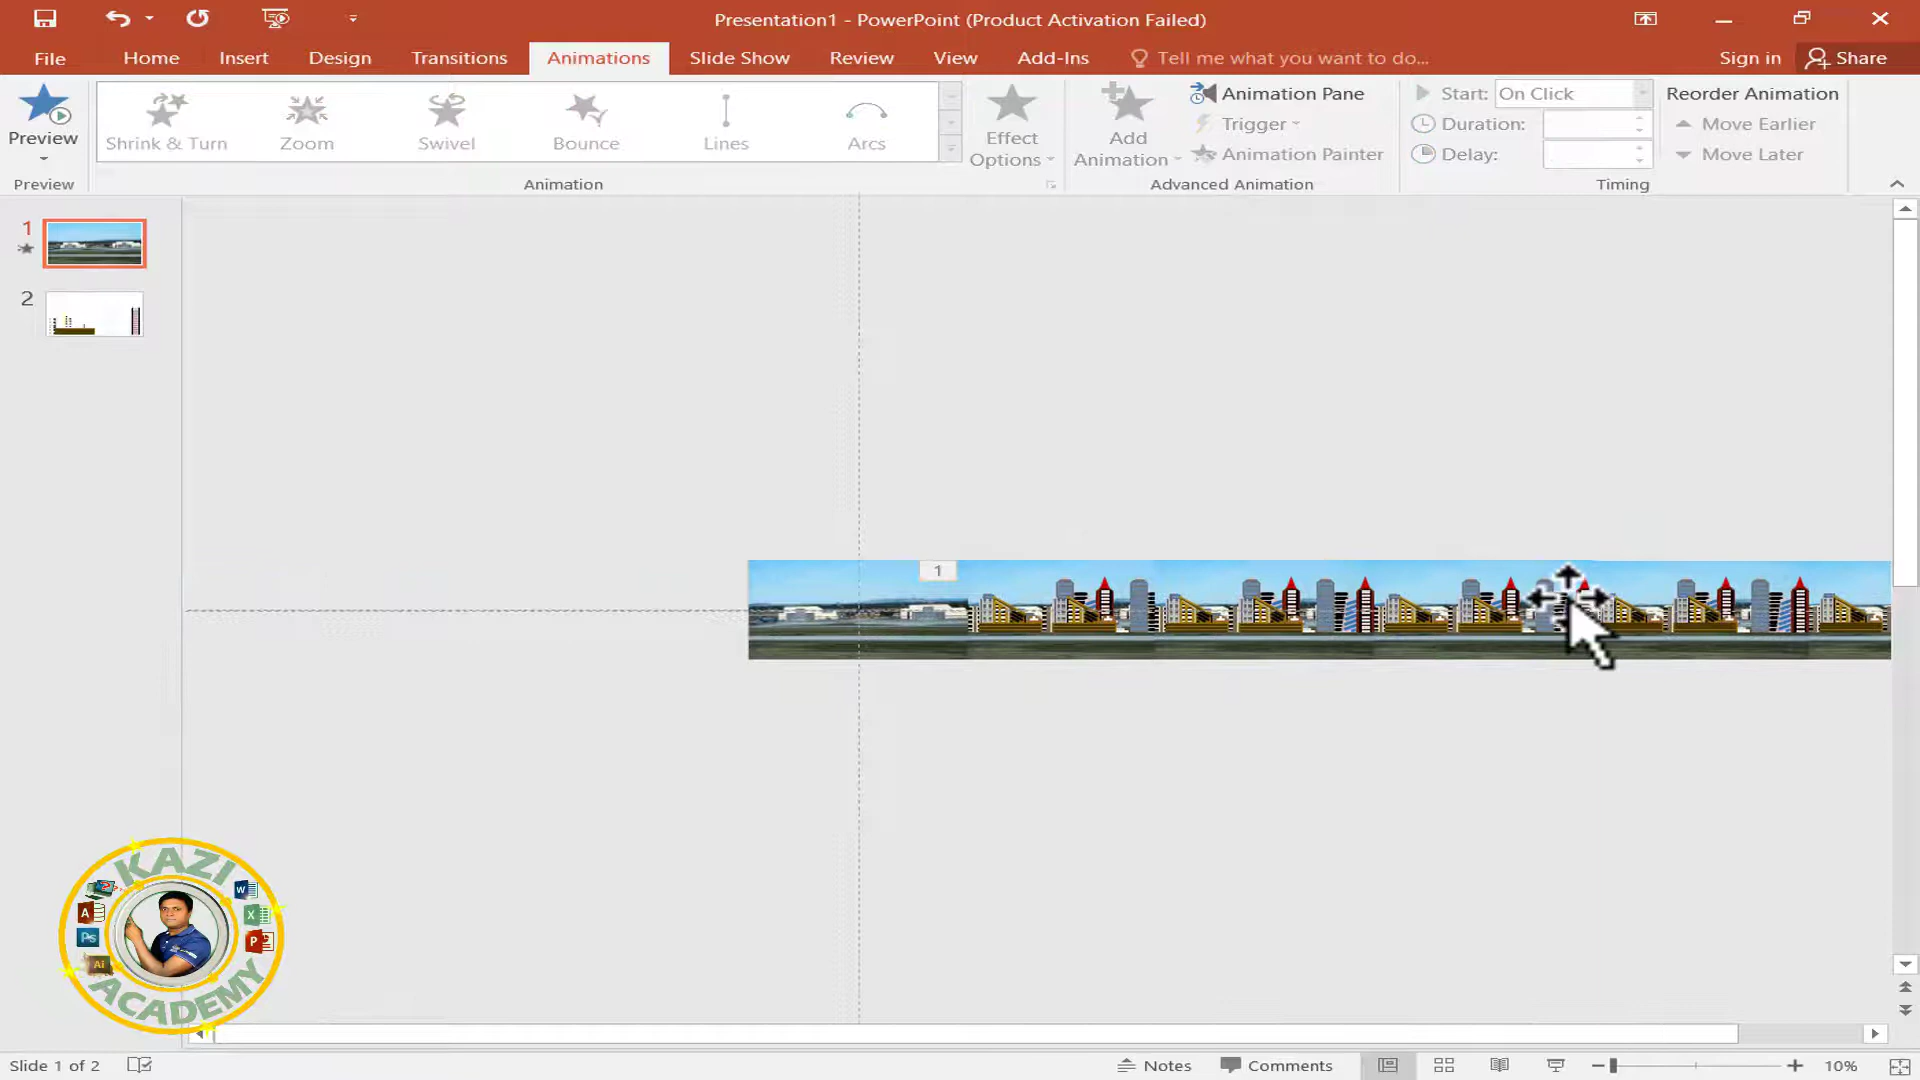 Presentation1 - PowerPoint (Product Activation Failed)
File Home Insert Design Transitions Animations Slide Show Review View Add-Ins Tell me what you want to do... Sign in Share
Preview
Shrink & Turn Zoom Swivel Bounce Lines Arcs
Effect Options
Add Animation
Animation Pane
Trigger
Animation Painter
Start: On Click
Duration:
Delay:
Reorder Animation
Move Earlier
Move Later
Preview Animation Advanced Animation Timing
1
2
1
KAZI
A
Ps
Ai
W
X
P
ACADEMY
Slide 1 of 2 Notes Comments 10%